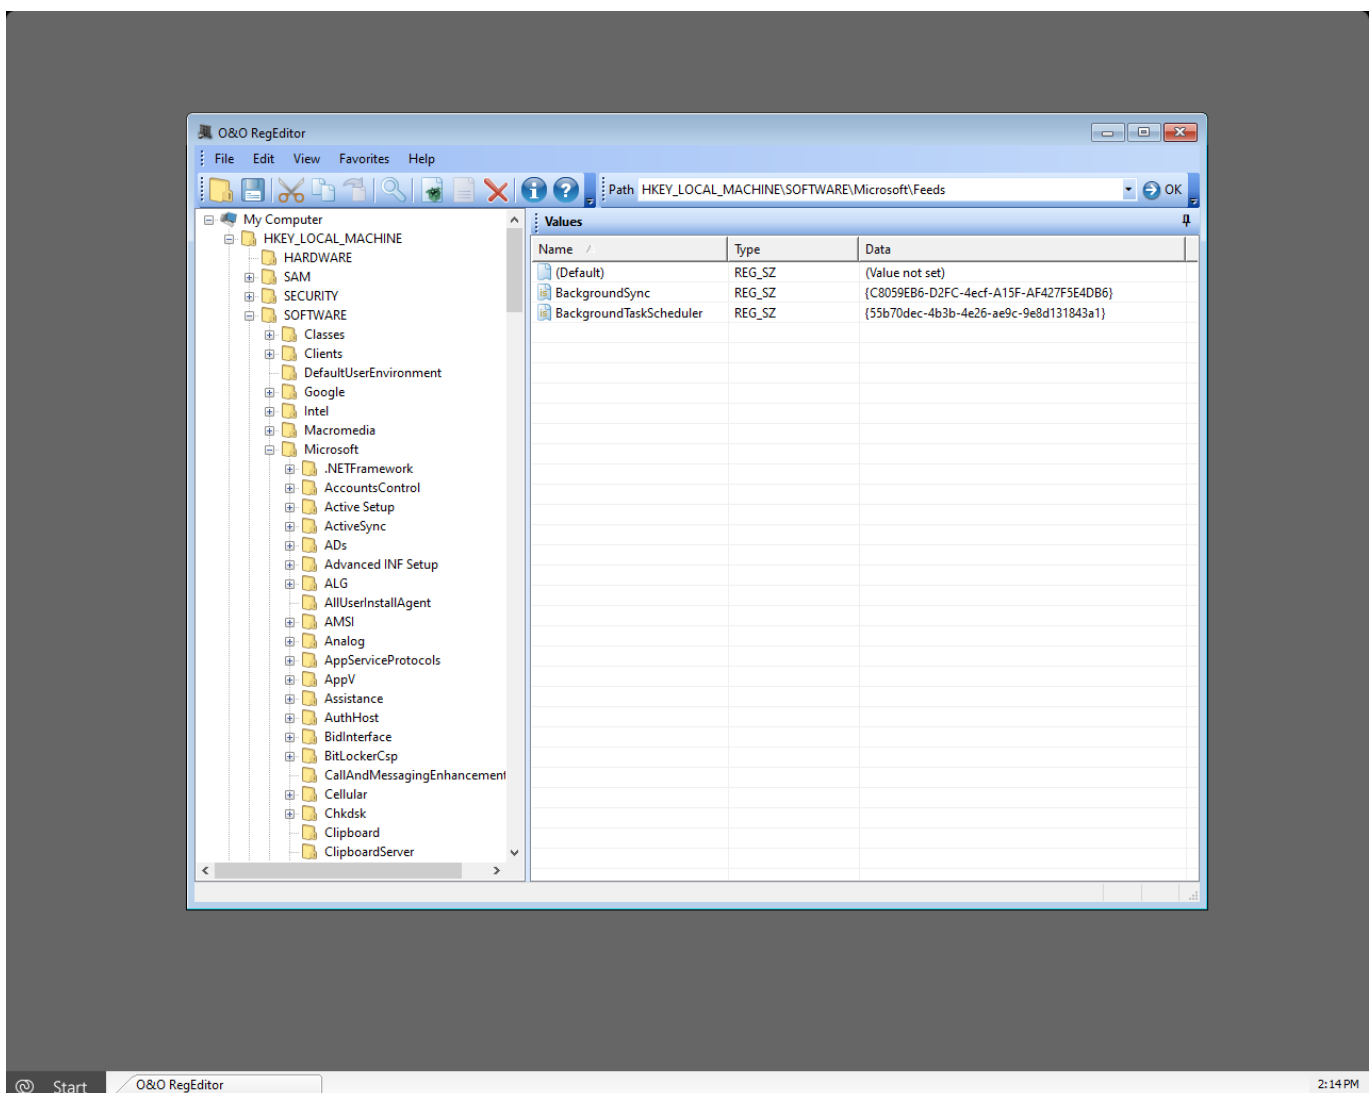 O&O RegEditor
File Edit View Favorites Help
Path HKEY_LOCAL_MACHINE\SOFTWARE\Microsoft\Feeds OK
My Computer
HKEY_LOCAL_MACHINE
HARDWARE
SAM
SECURITY
SOFTWARE
Classes
Clients
DefaultUserEnvironment
Google
Intel
Macromedia
Microsoft
.NETFramework
AccountsControl
Active Setup
ActiveSync
ADs
Advanced INF Setup
ALG
AllUserInstallAgent
AMSI
Analog
AppServiceProtocols
AppV
Assistance
AuthHost
BidInterface
BitLockerCsp
CallAndMessagingEnhancement
Cellular
Chkdsk
Clipboard
ClipboardServer
Values
Name Type Data
(Default) REG_SZ (Value not set)
BackgroundSync REG_SZ {C8059EB6-D2FC-4ecf-A15F-AF427F5E4DB6}
BackgroundTaskScheduler REG_SZ {55b70dec-4b3b-4e26-ae9c-9e8d131843a1}
Start O&O RegEditor 2:14 PM